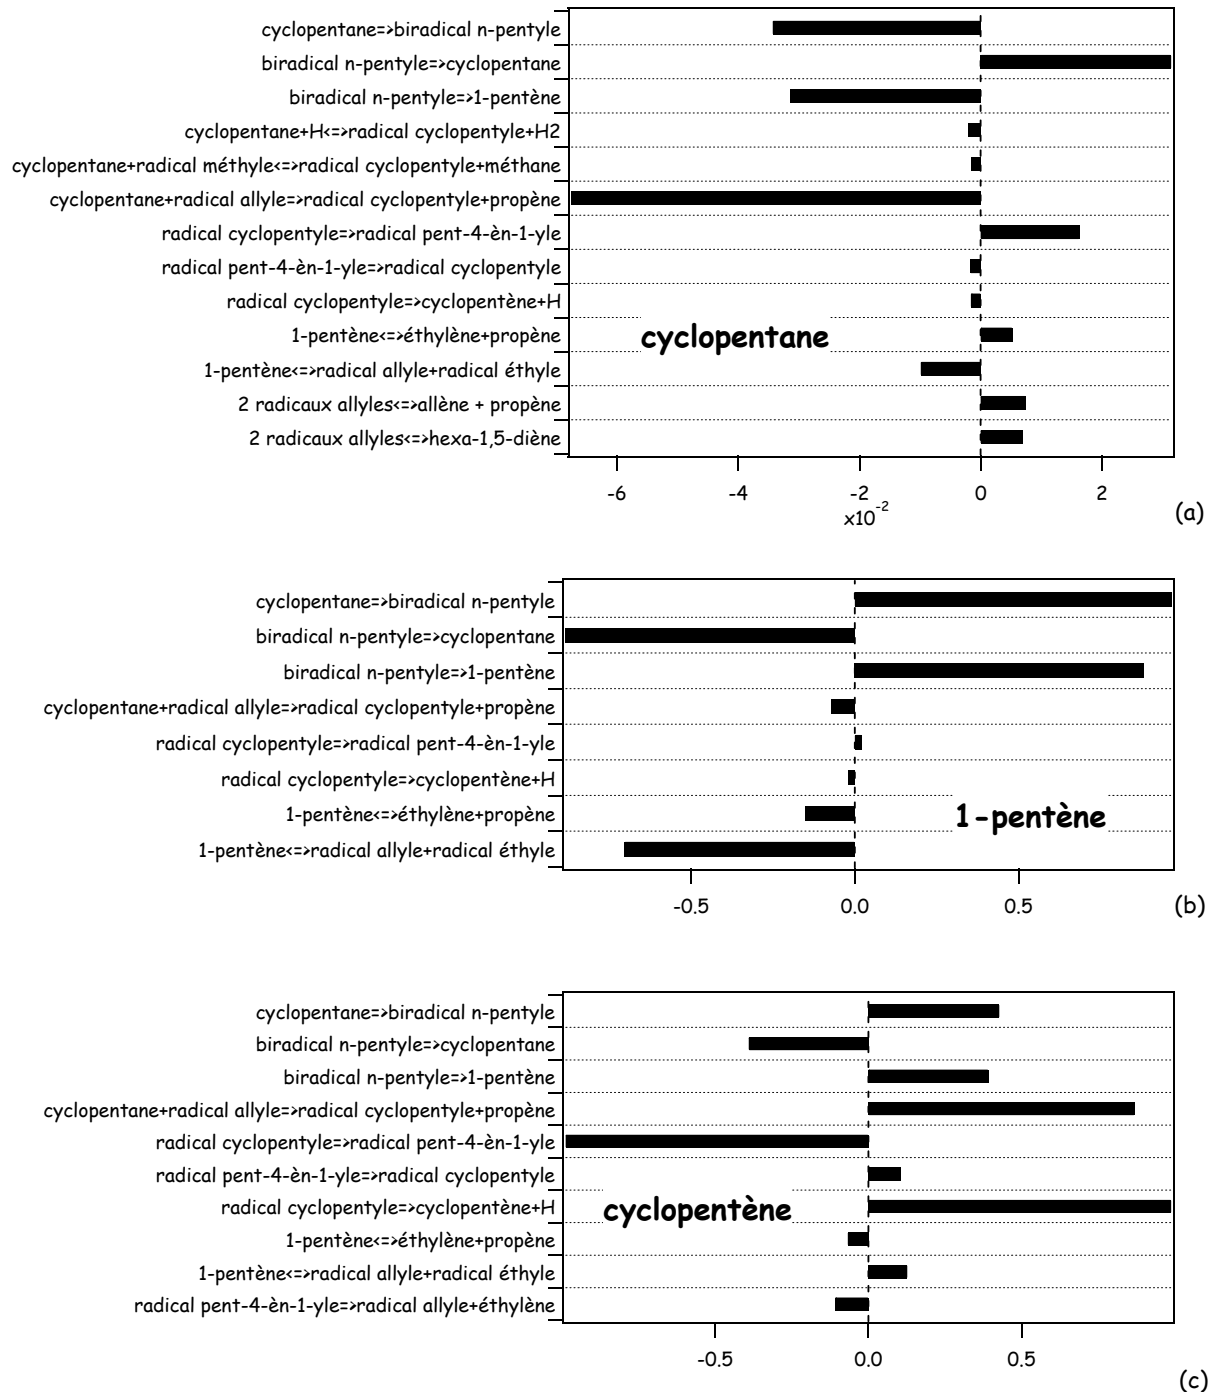 cyclopentane=>biradical n-pentyle
biradical n-pentyle=>cyclopentane
biradical n-pentyle=>1-pentène
cyclopentane+H<=>radical cyclopentyle+H2
cyclopentane+radical méthyle<=>radical cyclopentyle+méthane
cyclopentane+radical allyle=>radical cyclopentyle+propène
radical cyclopentyle=>radical pent-4-èn-1-yle
radical pent-4-èn-1-yle=>radical cyclopentyle
radical cyclopentyle=>cyclopentène+H
1-pentène<=>éthylène+propène
cyclopentane
1-pentène<=>radical allyle+radical éthyle
2 radicaux allyles<=>allène + propène
2 radicaux allyles<=>hexa-1,5-diène
-6 -4 -2 0 2
x10⁻²
(a)
cyclopentane=>biradical n-pentyle
biradical n-pentyle=>cyclopentane
biradical n-pentyle=>1-pentène
cyclopentane+radical allyle=>radical cyclopentyle+propène
radical cyclopentyle=>radical pent-4-èn-1-yle
radical cyclopentyle=>cyclopentène+H
1-pentène<=>éthylène+propène
1-pentène
1-pentène<=>radical allyle+radical éthyle
-0.5 0.0 0.5
(b)
cyclopentane=>biradical n-pentyle
biradical n-pentyle=>cyclopentane
biradical n-pentyle=>1-pentène
cyclopentane+radical allyle=>radical cyclopentyle+propène
radical cyclopentyle=>radical pent-4-èn-1-yle
radical pent-4-èn-1-yle=>radical cyclopentyle
radical cyclopentyle=>cyclopentène+H
cyclopentène
1-pentène<=>éthylène+propène
1-pentène<=>radical allyle+radical éthyle
radical pent-4-èn-1-yle=>radical allyle+éthylène
-0.5 0.0 0.5
(c)